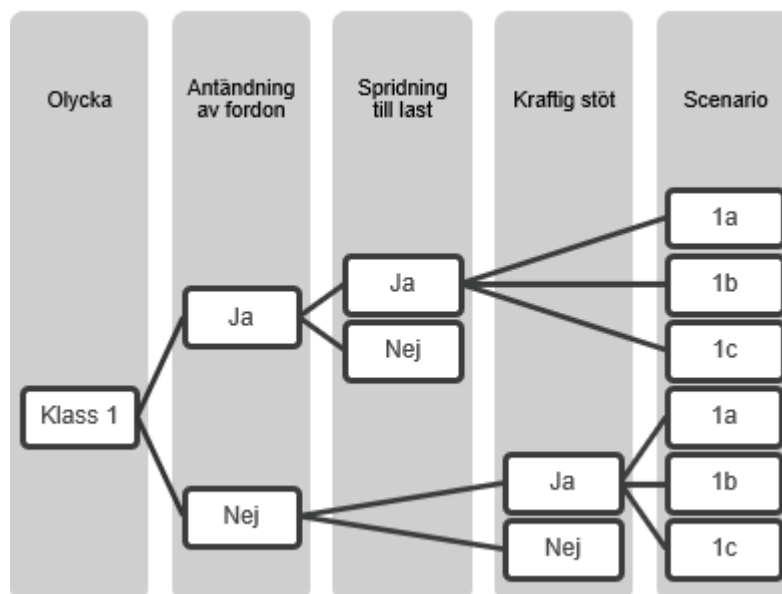 Olycka
Antändning
av fordon
Spridning
till last
Kraftig stöt
Scenario
1a
Ja
1b
Ja
Nej
1c
Klass 1
1a
Ja
1b
Nej
Nej
1c